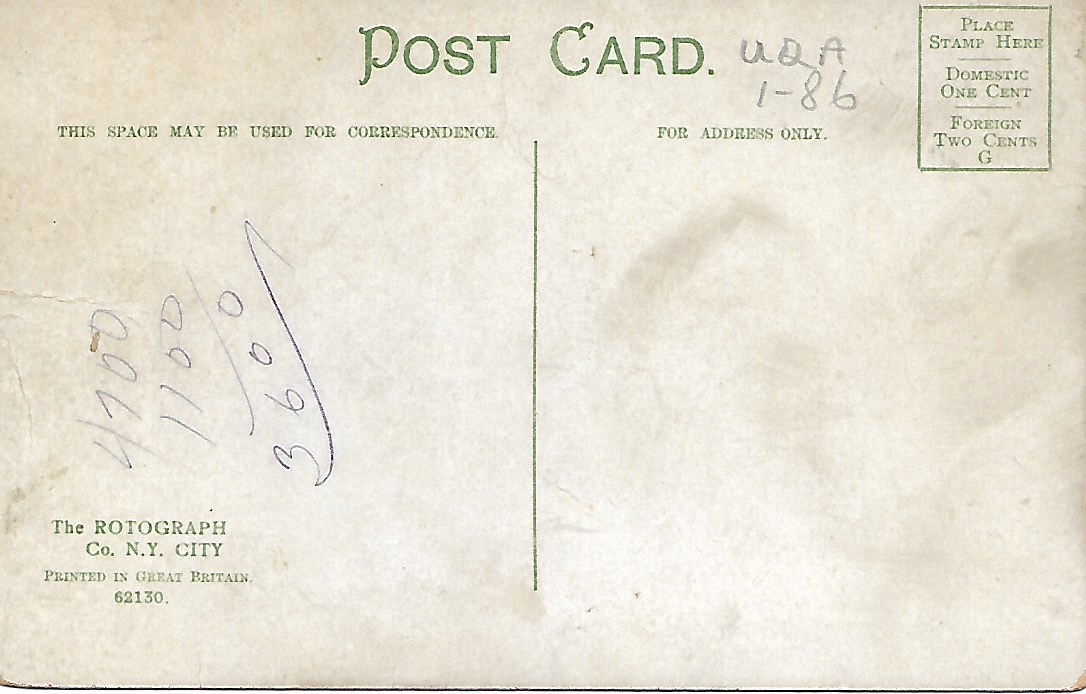 POST CARD.
UQA
1-86
PLACE
STAMP HERE
DOMESTIC
ONE CENT
FOREIGN
TWO CENTS
G
THIS SPACE MAY BE USED FOR CORRESPONDENCE.
FOR ADDRESS ONLY.
4700
1100
3600
The ROTOGRAPH
Co. N.Y. CITY
PRINTED IN GREAT BRITAIN.
62130.